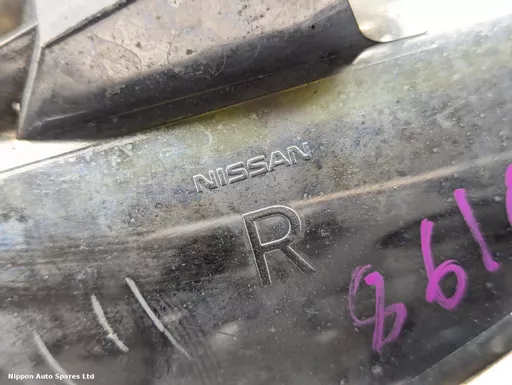 NISSAN
R
Nippon Auto Spares Ltd